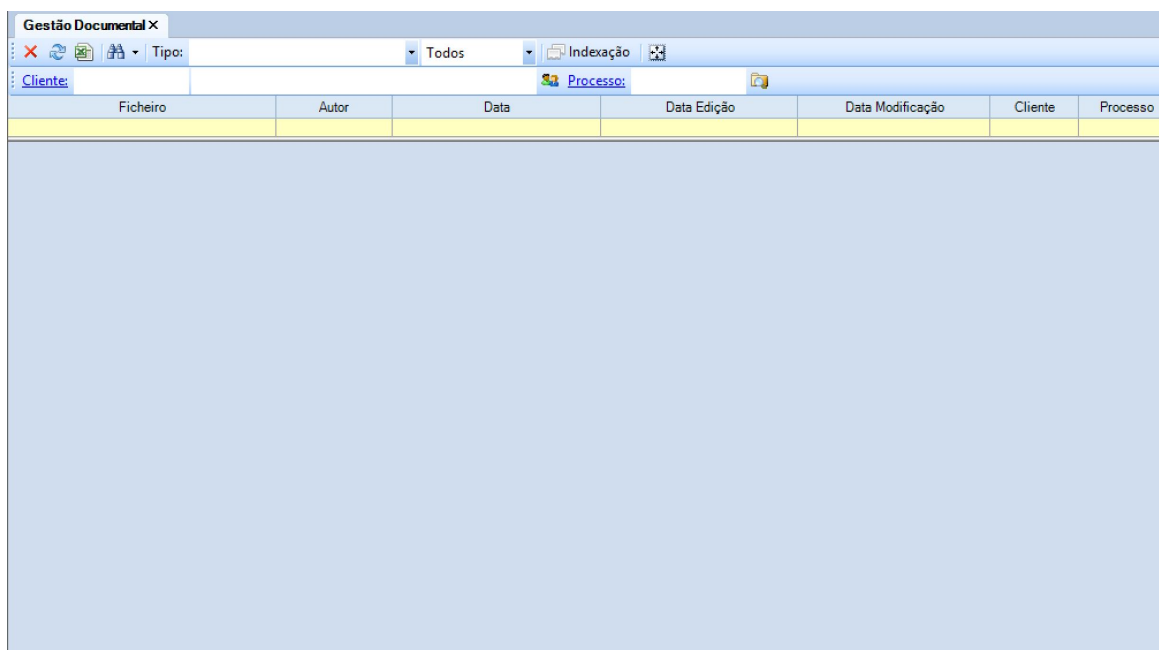 Gestão Documental X
Tipo: Todos Indexação
Cliente: Processo:
Ficheiro Autor Data Data Edição Data Modificação Cliente Processo